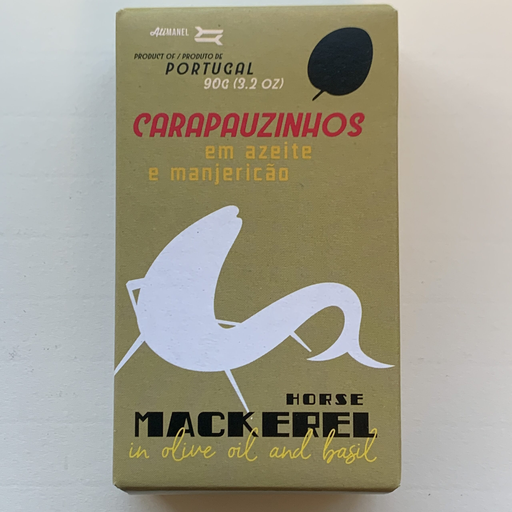 AliMANEL
PRODUCT OF / PRODUTO DE
PORTUGAL
90G (3.2 OZ)
CARAPAUZINHOS
em azeite
e manjericão
HORSE
MACKEREL
in olive oil and basil